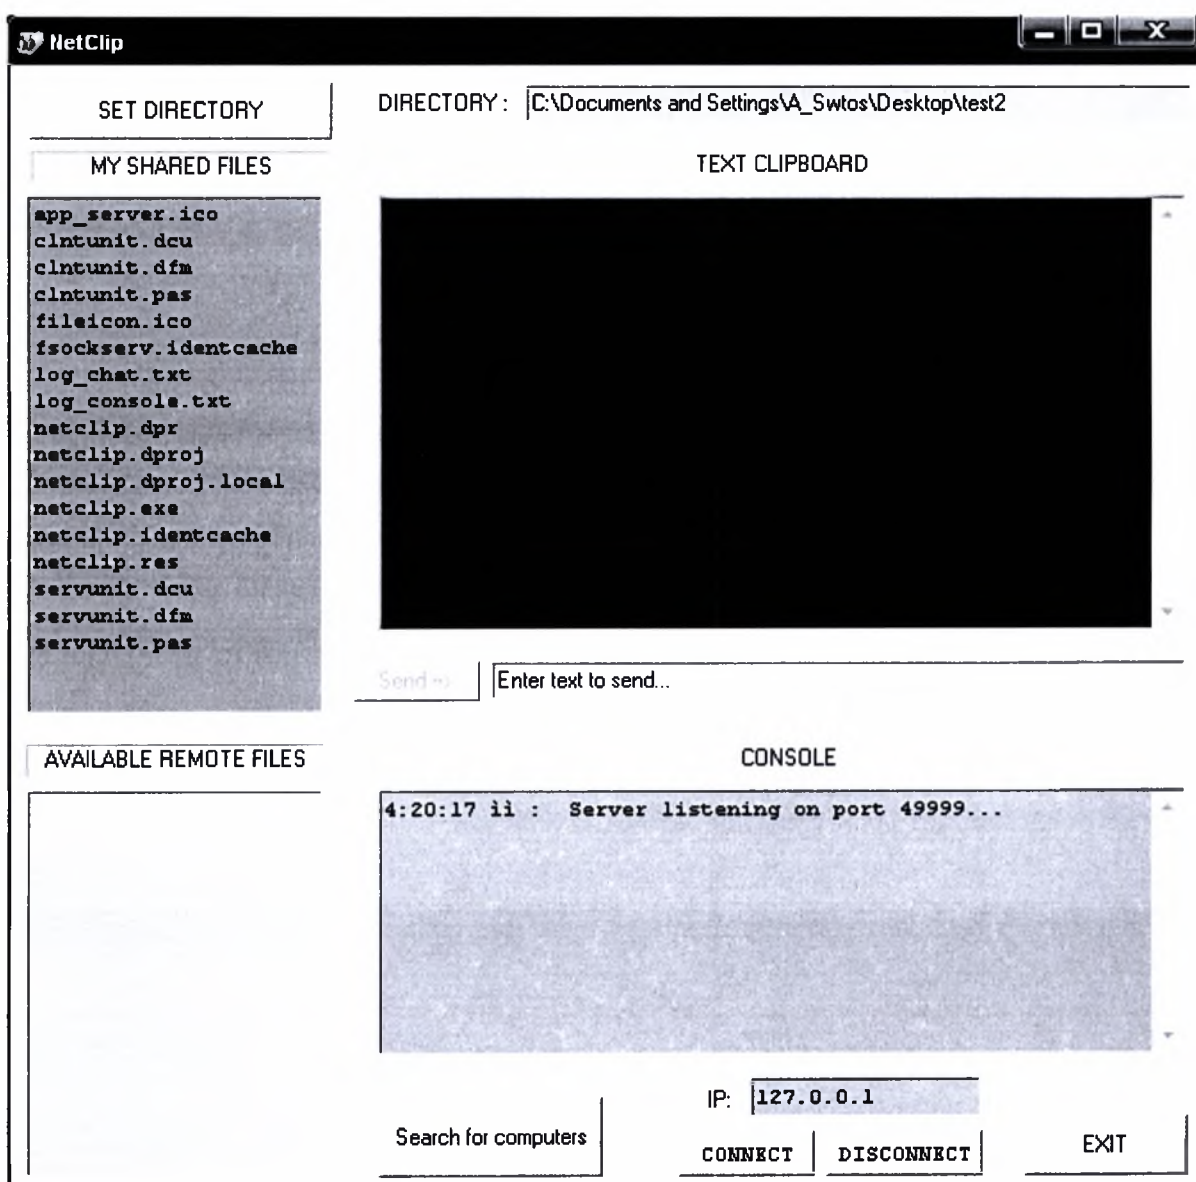 NetClip
SET DIRECTORY
DIRECTORY : C:\Documents and Settings\A_Swtos\Desktop\test2
MY SHARED FILES
TEXT CLIPBOARD
app_server.ico
clntunit.dcu
clntunit.dfm
clntunit.pas
fileicon.ico
fsockserv.identcache
log_chat.txt
log_console.txt
netclip.dpr
netclip.dproj
netclip.dproj.local
netclip.exe
netclip.identcache
netclip.res
servunit.dcu
servunit.dfm
servunit.pas
Send -> Enter text to send...
AVAILABLE REMOTE FILES
CONSOLE
4:20:17 ìì : Server listening on port 49999...
IP: 127.0.0.1
Search for computers
CONNECT DISCONNECT EXIT